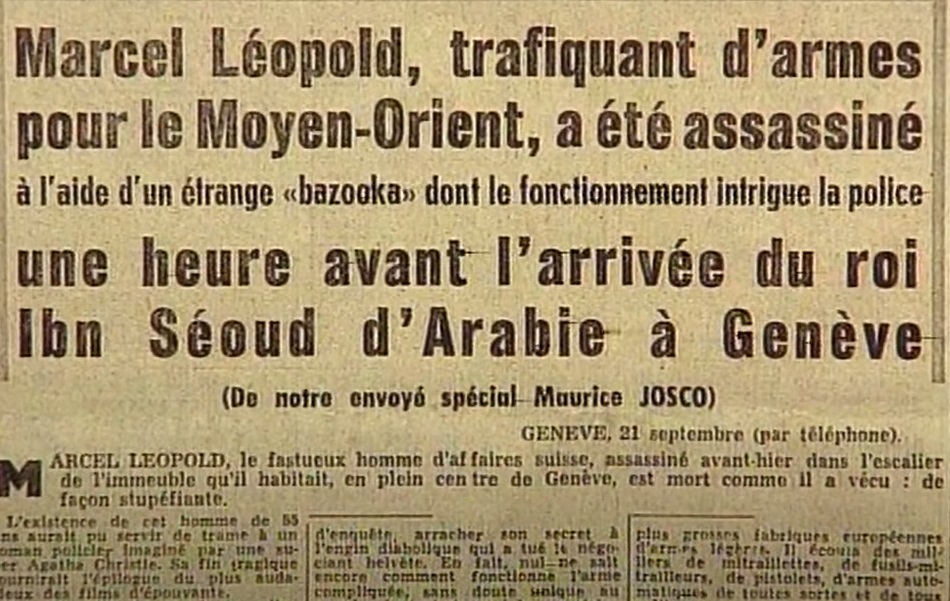 Marcel Léopold, trafiquant d'armes
pour le Moyen-Orient, a été assassiné
à l'aide d'un étrange «bazooka» dont le fonctionnement intrigue la police
une heure avant l'arrivée du roi
Ibn Séoud d'Arabie à Genève
(De notre envoyé spécial Maurice JOSCO)
GENEVE, 21 septembre (par téléphone).
MARCEL LEOPOLD, le fastueux homme d'affaires suisse, assassiné avant-hier dans l'escalier
de l'immeuble qu'il habitait, en plein centre de Genève, est mort comme il a vécu : de
façon stupéfiante.
L'existence de cet homme de 55
ns aurait pu servir de trame à un
oman policier imaginé par une su-
er Agatha Christie. Sa fin tragique
ournirait l'épilogue du plus auda-
ieux des films d'épouvante.
d'enquête, arracher son secret à
l'engin diabolique qui a tué le négo-
ciant helvète. En fait, nul ne sait
encore comment fonctionne l'arme
compliquée, sans doute unique au
plus grosses fabriques européennes
d'armes légères. Il écoula des mil-
liers de mitraillettes, de fusils-mi-
trailleurs, de pistolets, d'armes auto-
matiques de toutes sortes et de tous